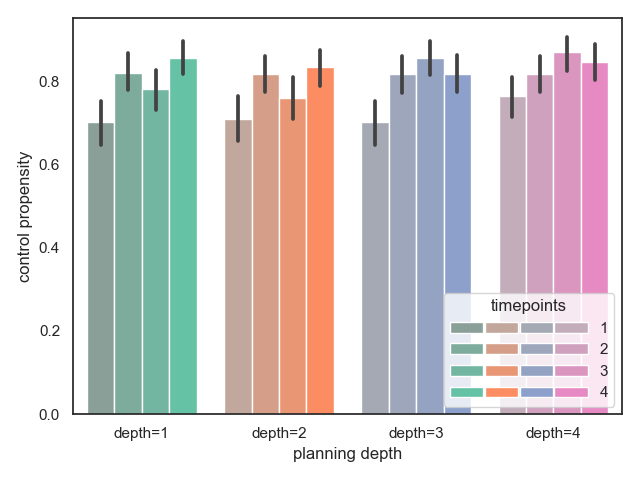 control propensity
0.8
0.6
0.4
0.2
0.0
timepoints
1
2
3
4
depth=1 depth=2 depth=3 depth=4
planning depth